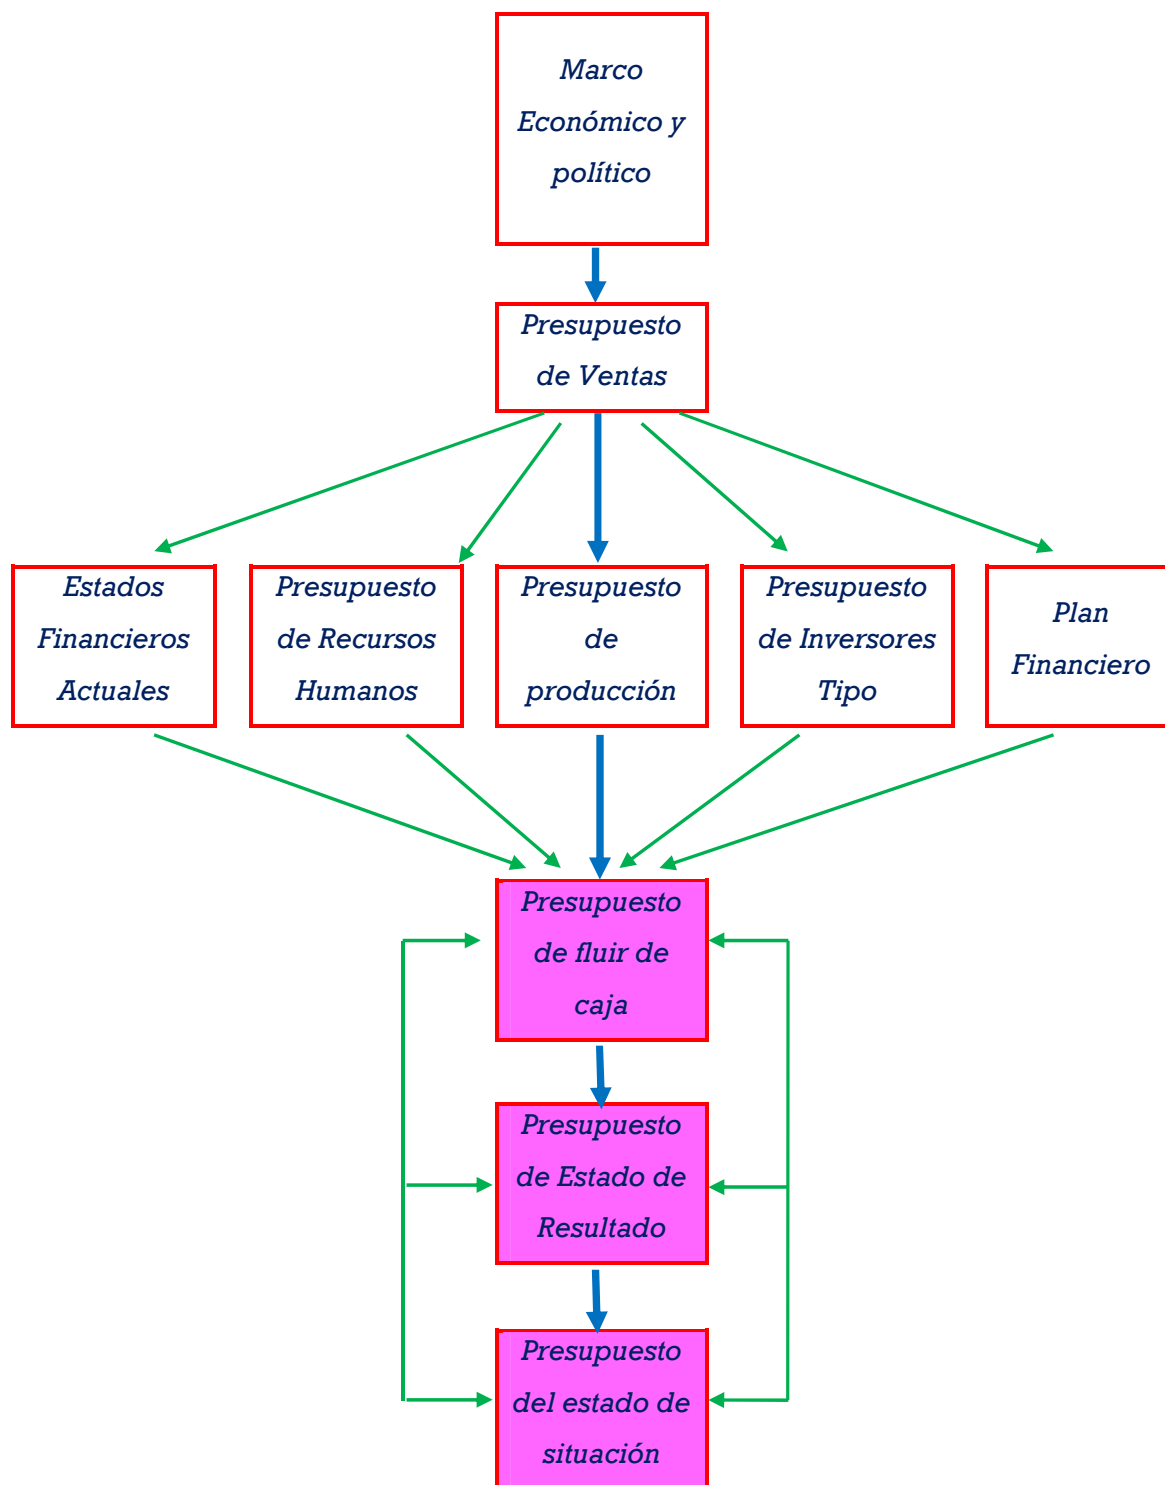 Marco
Económico y
político
Presupuesto
de Ventas
Estados
Financieros
Actuales
Presupuesto
de Recursos
Humanos
Presupuesto
de
producción
Presupuesto
de Inversores
Tipo
Plan
Financiero
Presupuesto
de fluir de
caja
Presupuesto
de Estado de
Resultado
Presupuesto
del estado de
situación